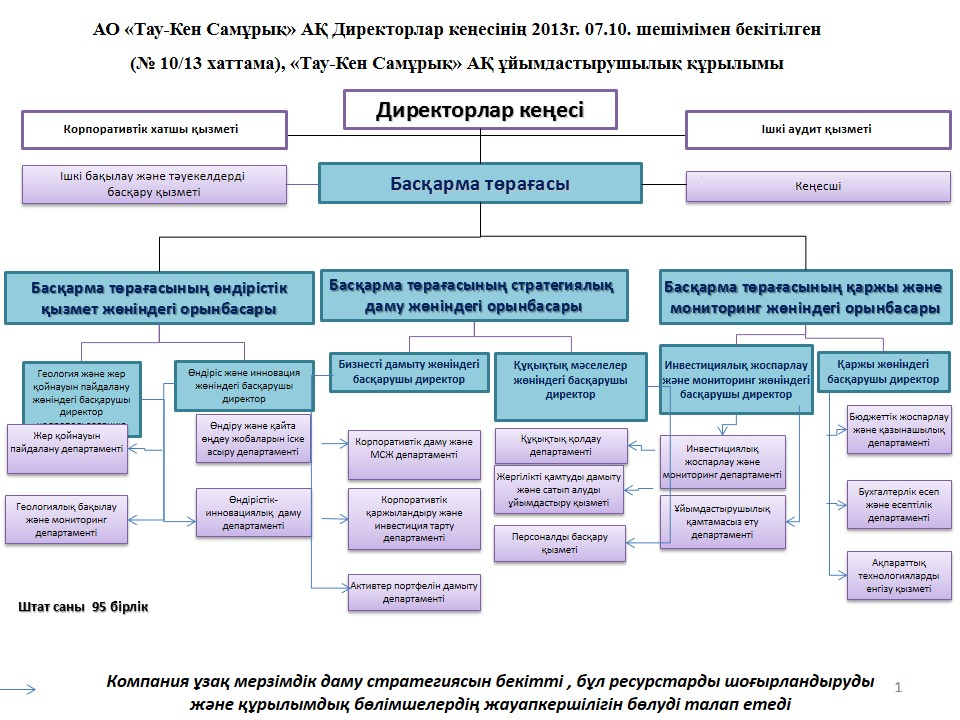 АО «Тау-Кен Самұрық» АҚ Директорлар кеңесінің 2013г. 07.10. шешімімен бекітілген
(№ 10/13 хаттама), «Тау-Кен Самұрық» АҚ ұйымдастырушылық құрылымы
Директорлар кеңесі
Корпоративтік хатшы қызметі
Ішкі аудит қызметі
Ішкі бақылау және тәуекелдерді
басқару қызметі
Басқарма төрағасы
Кеңесші
Басқарма төрағасының өндірістік
қызмет жөніндегі орынбасары
Басқарма төрағасының стратегиялық
даму жөніндегі орынбасары
Басқарма төрағасының қаржы және
мониторинг жөніндегі орынбасары
Геология және жер
қойнауын пайдалану
жөніндегі басқарушы
директор
Өндіріс және инновация
жөніндегі басқарушы
директор
Бизнесті дамыту жөніндегі
басқарушы директор
Құқықтық мәселелер
жөніндегі басқарушы
директор
Инвестициялық жоспарлау
және мониторинг жөніндегі
басқарушы директор
Қаржы жөніндегі
басқарушы директор
Жер қойнауын
пайдалану департаменті
Геологиялық бақылау
және мониторинг
департаменті
Өндіру және қайта
өңдеу жобаларын іске
асыру департаменті
Өндірістік-
инновациялық даму
департаменті
Корпоративтік даму және
МСЖ департаменті
Корпоративтік
қаржыландыру және
инвестиция тарту
департаменті
Активтер портфелін дамыту
департаменті
Құқықтық қолдау
департаменті
Жергілікті қамтуды дамыту
және сатып алуды
ұйымдастыру қызметі
Персоналды басқару
қызметі
Инвестициялық
жоспарлау және
мониторинг департаменті
Ұйымдастырушылық
қамтамасыз ету
департаменті
Бюджеттік жоспарлау
және қазынашылық
департаменті
Бухгалтерлік есеп
және есептілік
департаменті
Ақпараттық
технологияларды
енгізу қызметі
Штат саны 95 бірлік
Компания ұзақ мерзімдік даму стратегиясын бекітті , бұл ресурстарды шоғырландыруды
және құрылымдық бөлімшелердің жауапкершілігін бөлуді талап етеді
1